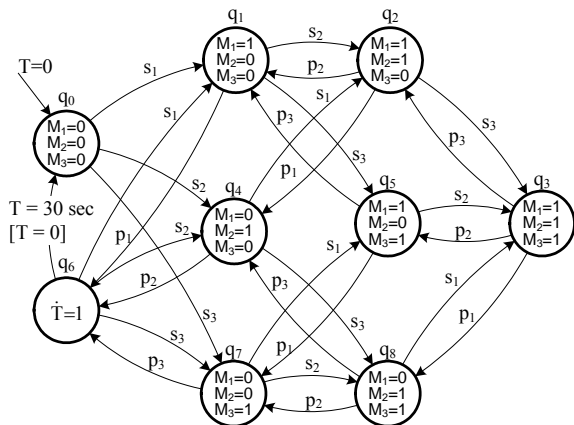 q1
q2
T=0
s1
s2
p2
M1=1
M2=0
M3=0
M1=1
M2=1
M3=0
q0
s1
s1
M1=0
M2=0
M3=0
p3
s3
p3
s3
s2
q4
p1
q5
q3
T = 30 sec
[T = 0]
p1
s2
M1=0
M2=1
M3=0
M1=1
M2=0
M3=1
s2
p2
M1=1
M2=1
M3=1
q6
p2
s1
p3
Ṫ=1
s3
s3
s1
p1
s3
q7
p1
q8
p3
M1=0
M2=0
M3=1
s2
p2
M1=0
M2=1
M3=1